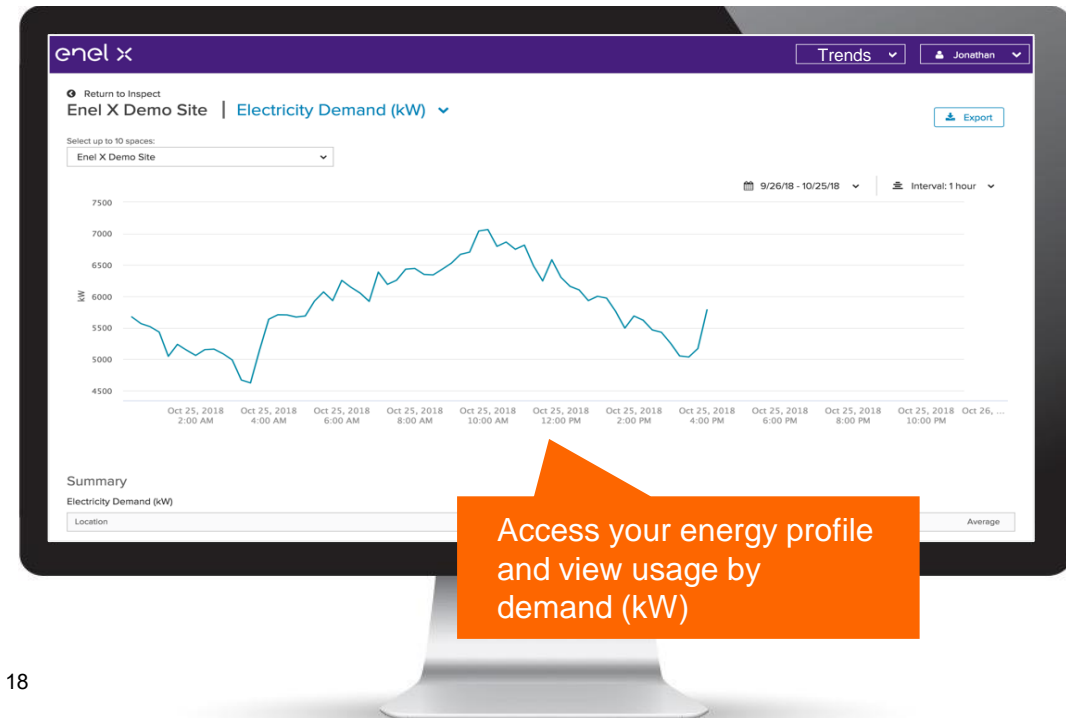 enel x
Trends
Jonathan
Return to Inspect
Enel X Demo Site | Electricity Demand (kW)
Export
Select up to 10 spaces:
Enel X Demo Site
9/26/18 - 10/25/18
Interval: 1 hour
7500
7000
6500
6000
5500
5000
4500
kW
Oct 25, 2018 Oct 25, 2018 Oct 25, 2018 Oct 25, 2018 Oct 25, 2018 Oct 25, 2018 Oct 25, 2018 Oct 25, 2018 Oct 25, 2018 Oct 25, 2018 Oct 25, 2018 Oct 26, ...
2:00 AM 4:00 AM 6:00 AM 8:00 AM 10:00 AM 12:00 PM 2:00 PM 4:00 PM 6:00 PM 8:00 PM 10:00 PM
Summary
Electricity Demand (kW)
Location
Average
Access your energy profile
and view usage by
demand (kW)
18